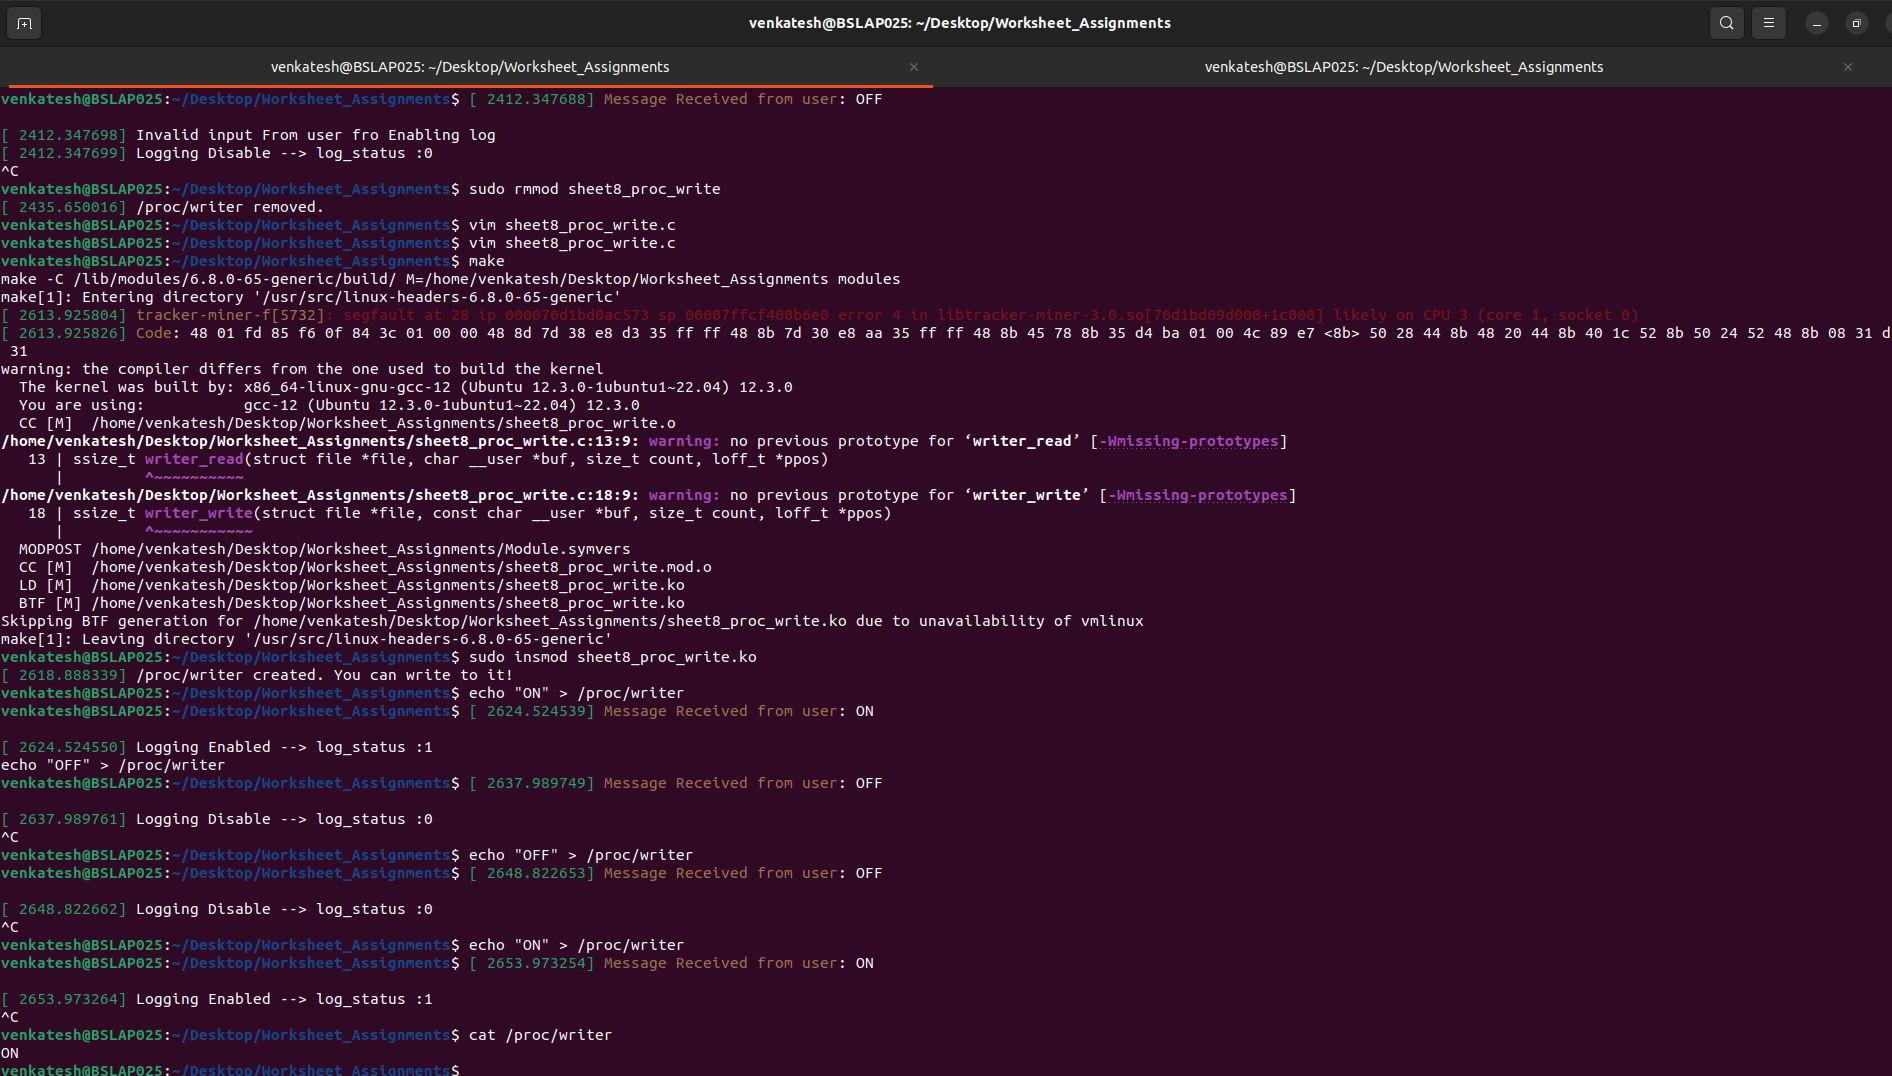 venkatesh@BSLAP025: ~/Desktop/Worksheet_Assignments
venkatesh@BSLAP025: ~/Desktop/Worksheet_Assignments × venkatesh@BSLAP025: ~/Desktop/Worksheet_Assignments ×
venkatesh@BSLAP025:~/Desktop/Worksheet_Assignments$ [ 2412.347688] Message Received from user: OFF
[ 2412.347698] Invalid input From user fro Enabling log
[ 2412.347699] Logging Disable --> log_status :0
^C
venkatesh@BSLAP025:~/Desktop/Worksheet_Assignments$ sudo rmmod sheet8_proc_write
[ 2435.650016] /proc/writer removed.
venkatesh@BSLAP025:~/Desktop/Worksheet_Assignments$ vim sheet8_proc_write.c
venkatesh@BSLAP025:~/Desktop/Worksheet_Assignments$ vim sheet8_proc_write.c
venkatesh@BSLAP025:~/Desktop/Worksheet_Assignments$ make
make -C /lib/modules/6.8.0-65-generic/build/ M=/home/venkatesh/Desktop/Worksheet_Assignments modules
make[1]: Entering directory '/usr/src/linux-headers-6.8.0-65-generic'
[ 2613.925804] tracker-miner-f[5732]: segfault at 28 ip 000070d1bd0ac573 sp 00007ffcf400b6e0 error 4 in libtracker-miner-3.0.so[70d1bd09d000+1c000] likely on CPU 3 (core 1, socket 0)
[ 2613.925826] Code: 48 01 fd 85 f6 0f 84 3c 01 00 00 48 8d 7d 38 e8 d3 35 ff ff 48 8b 7d 30 e8 aa 35 ff ff 48 8b 45 78 8b 35 d4 ba 01 00 4c 89 e7 <8b> 50 28 44 8b 48 20 44 8b 40 1c 52 8b 50 24 52 48 8b 08 31 d
31
warning: the compiler differs from the one used to build the kernel
The kernel was built by: x86_64-linux-gnu-gcc-12 (Ubuntu 12.3.0-1ubuntu1~22.04) 12.3.0
You are using: gcc-12 (Ubuntu 12.3.0-1ubuntu1~22.04) 12.3.0
CC [M] /home/venkatesh/Desktop/Worksheet_Assignments/sheet8_proc_write.o
/home/venkatesh/Desktop/Worksheet_Assignments/sheet8_proc_write.c:13:9: warning: no previous prototype for ‘writer_read’ [-Wmissing-prototypes]
13 | ssize_t writer_read(struct file *file, char __user *buf, size_t count, loff_t *ppos)
| ^~~~~~~~~~~
/home/venkatesh/Desktop/Worksheet_Assignments/sheet8_proc_write.c:18:9: warning: no previous prototype for ‘writer_write’ [-Wmissing-prototypes]
18 | ssize_t writer_write(struct file *file, const char __user *buf, size_t count, loff_t *ppos)
| ^~~~~~~~~~~~
MODPOST /home/venkatesh/Desktop/Worksheet_Assignments/Module.symvers
CC [M] /home/venkatesh/Desktop/Worksheet_Assignments/sheet8_proc_write.mod.o
LD [M] /home/venkatesh/Desktop/Worksheet_Assignments/sheet8_proc_write.ko
BTF [M] /home/venkatesh/Desktop/Worksheet_Assignments/sheet8_proc_write.ko
Skipping BTF generation for /home/venkatesh/Desktop/Worksheet_Assignments/sheet8_proc_write.ko due to unavailability of vmlinux
make[1]: Leaving directory '/usr/src/linux-headers-6.8.0-65-generic'
venkatesh@BSLAP025:~/Desktop/Worksheet_Assignments$ sudo insmod sheet8_proc_write.ko
[ 2618.888339] /proc/writer created. You can write to it!
venkatesh@BSLAP025:~/Desktop/Worksheet_Assignments$ echo "ON" > /proc/writer
venkatesh@BSLAP025:~/Desktop/Worksheet_Assignments$ [ 2624.524539] Message Received from user: ON
[ 2624.524550] Logging Enabled --> log_status :1
echo "OFF" > /proc/writer
venkatesh@BSLAP025:~/Desktop/Worksheet_Assignments$ [ 2637.989749] Message Received from user: OFF
[ 2637.989761] Logging Disable --> log_status :0
^C
venkatesh@BSLAP025:~/Desktop/Worksheet_Assignments$ echo "OFF" > /proc/writer
venkatesh@BSLAP025:~/Desktop/Worksheet_Assignments$ [ 2648.822653] Message Received from user: OFF
[ 2648.822662] Logging Disable --> log_status :0
^C
venkatesh@BSLAP025:~/Desktop/Worksheet_Assignments$ echo "ON" > /proc/writer
venkatesh@BSLAP025:~/Desktop/Worksheet_Assignments$ [ 2653.973254] Message Received from user: ON
[ 2653.973264] Logging Enabled --> log_status :1
^C
venkatesh@BSLAP025:~/Desktop/Worksheet_Assignments$ cat /proc/writer
ON
venkatesh@BSLAP025:~/Desktop/Worksheet_Assignments$